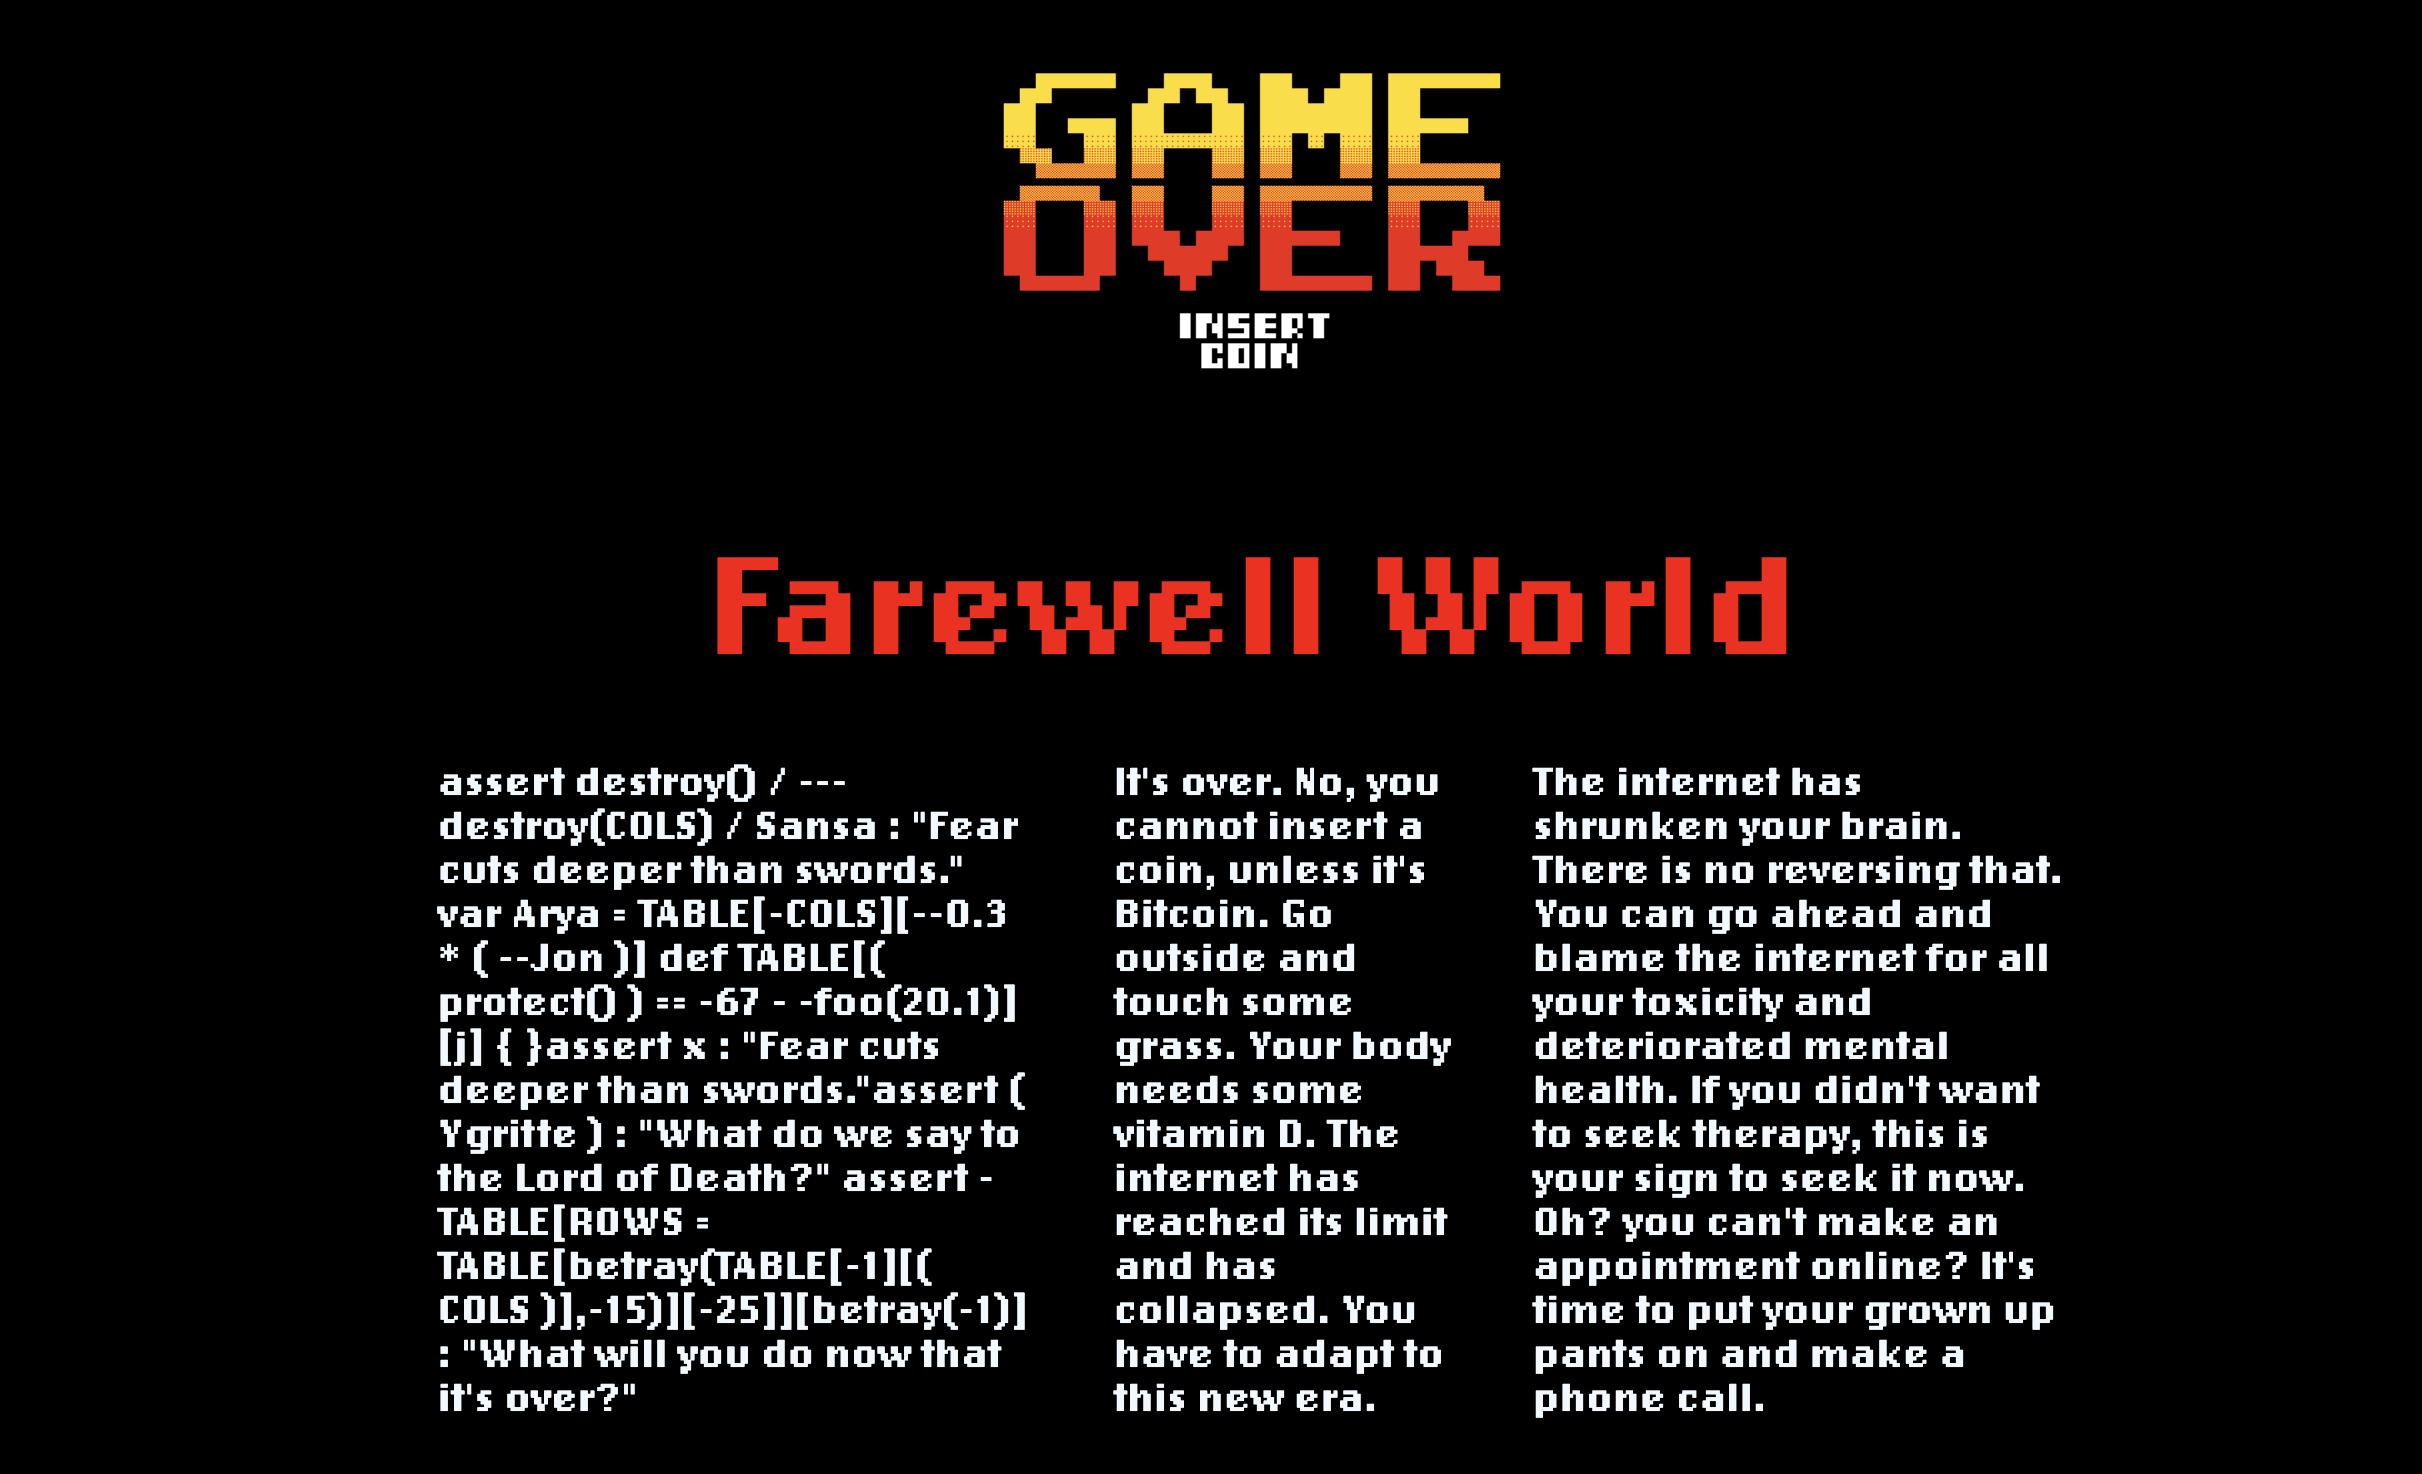 GAME
OVER
INSERT
COIN
Farewell World
assert destroy() / ---
destroy(COLS) / Sansa : "Fear
cuts deeper than swords."
var Arya = TABLE[-COLS][--0.3
* ( --Jon )] def TABLE[(
protect() ) == -67 - -foo(20.1)]
[j] { }assert x : "Fear cuts
deeper than swords."assert (
Ygritte ) : "What do we say to
the Lord of Death?" assert -
TABLE[ROWS =
TABLE[betray(TABLE[-1][(
COLS )],-15)][-25]][betray(-1)]
: "What will you do now that
it's over?"
It's over. No, you
cannot insert a
coin, unless it's
Bitcoin. Go
outside and
touch some
grass. Your body
needs some
vitamin D. The
internet has
reached its limit
and has
collapsed. You
have to adapt to
this new era.
The internet has
shrunken your brain.
There is no reversing that.
You can go ahead and
blame the internet for all
your toxicity and
deteriorated mental
health. If you didn't want
to seek therapy, this is
your sign to seek it now.
Oh? you can't make an
appointment online? It's
time to put your grown up
pants on and make a
phone call.